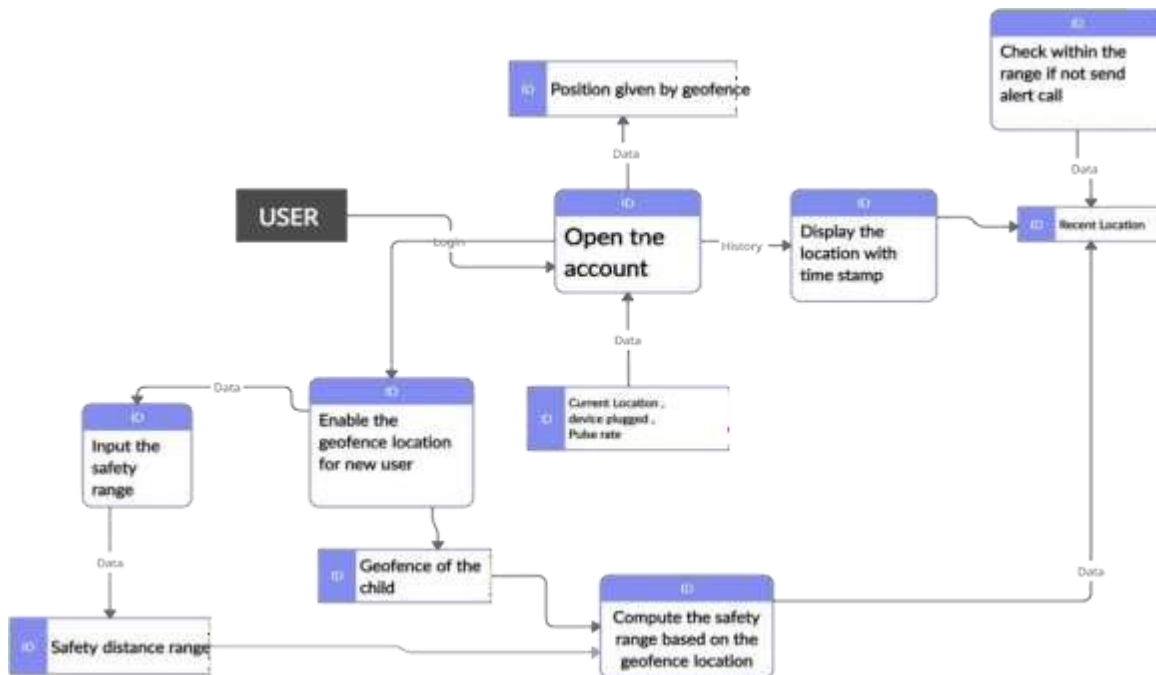 ID
Check within the
range if not send
alert call
ID
Position given by geofence
Data
Data
USER
ID
Open tne
account
Login
History
ID
Display the
location with
time stamp
ID
Recent Location
Data
ID
Current Location ,
device plugged ,
Pulse rate
Data
ID
Enable the
geofence location
for new user
ID
Input the
safety
range
Data
ID
Geofence of the
child
Data
ID
Compute the safety
range based on the
geofence location
ID
Safety distance range